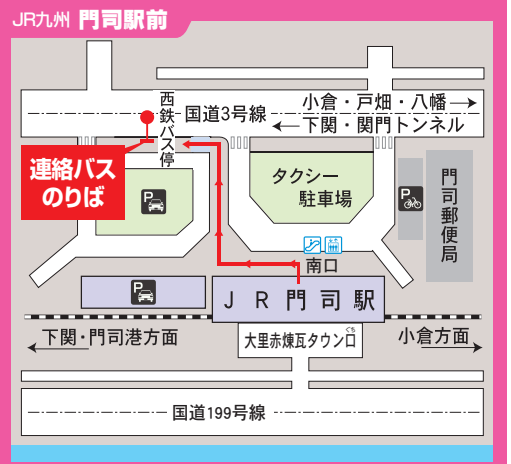 JR九州 門司駅前
西鉄バス停
国道3号線
小倉・戸畑・八幡
下関・関門トンネル
連絡バス
のりば
P
タクシー
駐車場
P
門司郵便局
南口
P
JR門司駅
下関・門司港方面
大里赤煉瓦タウン口
ぐち
小倉方面
国道199号線